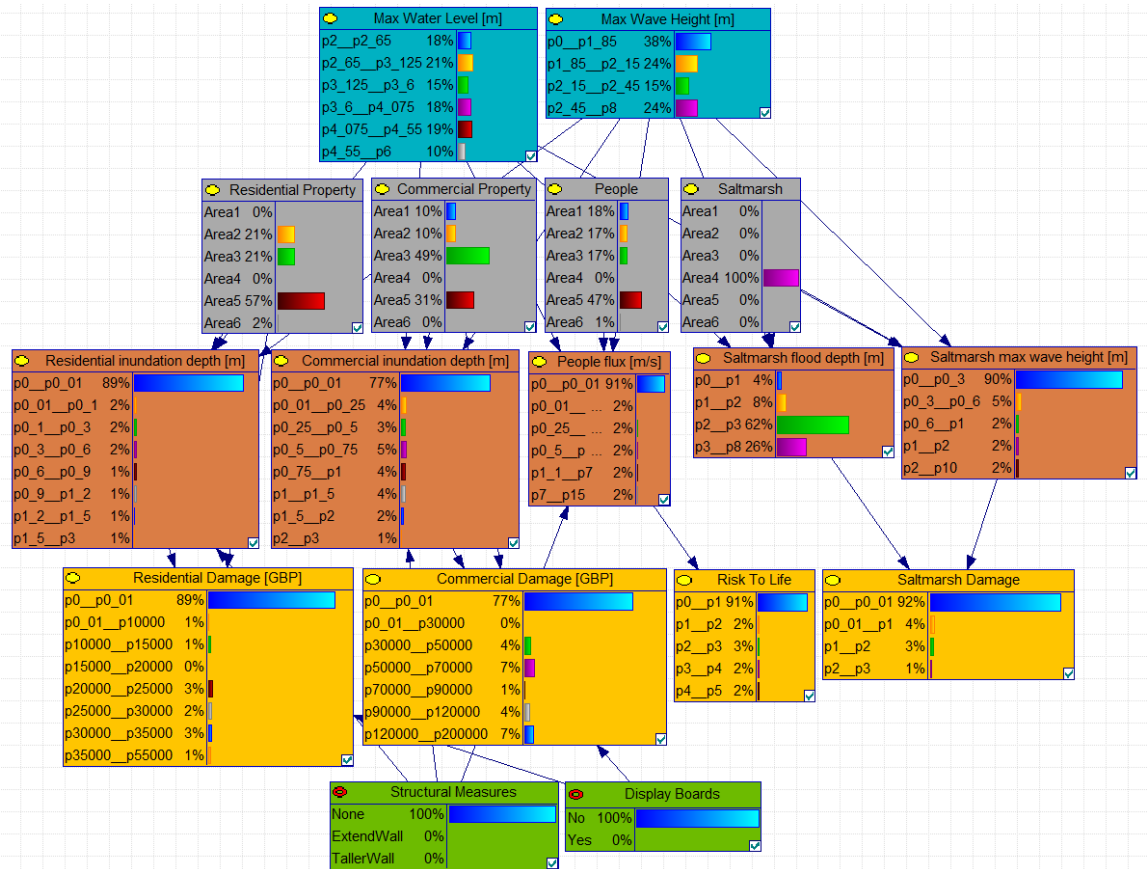 Max Water Level [m]
p2__p2_65 18%
p2_65__p3_125 21%
p3_125__p3_6 15%
p3_6__p4_075 18%
p4_075__p4_55 19%
p4_55__p6 10%
Max Wave Height [m]
p0__p1_85 38%
p1_85__p2_15 24%
p2_15__p2_45 15%
p2_45__p8 24%
Residential Property
Area1 0%
Area2 21%
Area3 21%
Area4 0%
Area5 57%
Area6 2%
Commercial Property
Area1 10%
Area2 10%
Area3 49%
Area4 0%
Area5 31%
Area6 0%
People
Area1 18%
Area2 17%
Area3 17%
Area4 0%
Area5 47%
Area6 1%
Saltmarsh
Area1 0%
Area2 0%
Area3 0%
Area4 100%
Area5 0%
Area6 0%
Residential inundation depth [m]
p0__p0_01 89%
p0_01__p0_1 2%
p0_1__p0_3 2%
p0_3__p0_6 2%
p0_6__p0_9 1%
p0_9__p1_2 1%
p1_2__p1_5 1%
p1_5__p3 1%
Commercial inundation depth [m]
p0__p0_01 77%
p0_01__p0_25 4%
p0_25__p0_5 3%
p0_5__p0_75 5%
p0_75__p1 4%
p1__p1_5 4%
p1_5__p2 2%
p2__p3 1%
People flux [m/s]
p0__p0_01 91%
p0_01__ ... 2%
p0_25__ ... 2%
p0_5__p ... 2%
p1_1__p7 2%
p7__p15 2%
Saltmarsh flood depth [m]
p0__p1 4%
p1__p2 8%
p2__p3 62%
p3__p8 26%
Saltmarsh max wave height [m]
p0__p0_3 90%
p0_3__p0_6 5%
p0_6__p1 2%
p1__p2 2%
p2__p10 2%
Residential Damage [GBP]
p0__p0_01 89%
p0_01__p10000 1%
p10000__p15000 1%
p15000__p20000 0%
p20000__p25000 3%
p25000__p30000 2%
p30000__p35000 3%
p35000__p55000 1%
Commercial Damage [GBP]
p0__p0_01 77%
p0_01__p30000 0%
p30000__p50000 4%
p50000__p70000 7%
p70000__p90000 1%
p90000__p120000 4%
p120000__p200000 7%
Risk To Life
p0__p1 91%
p1__p2 2%
p2__p3 3%
p3__p4 2%
p4__p5 2%
Saltmarsh Damage
p0__p0_01 92%
p0_01__p1 4%
p1__p2 3%
p2__p3 1%
Structural Measures
None 100%
ExtendWall 0%
TallerWall 0%
Display Boards
No 100%
Yes 0%